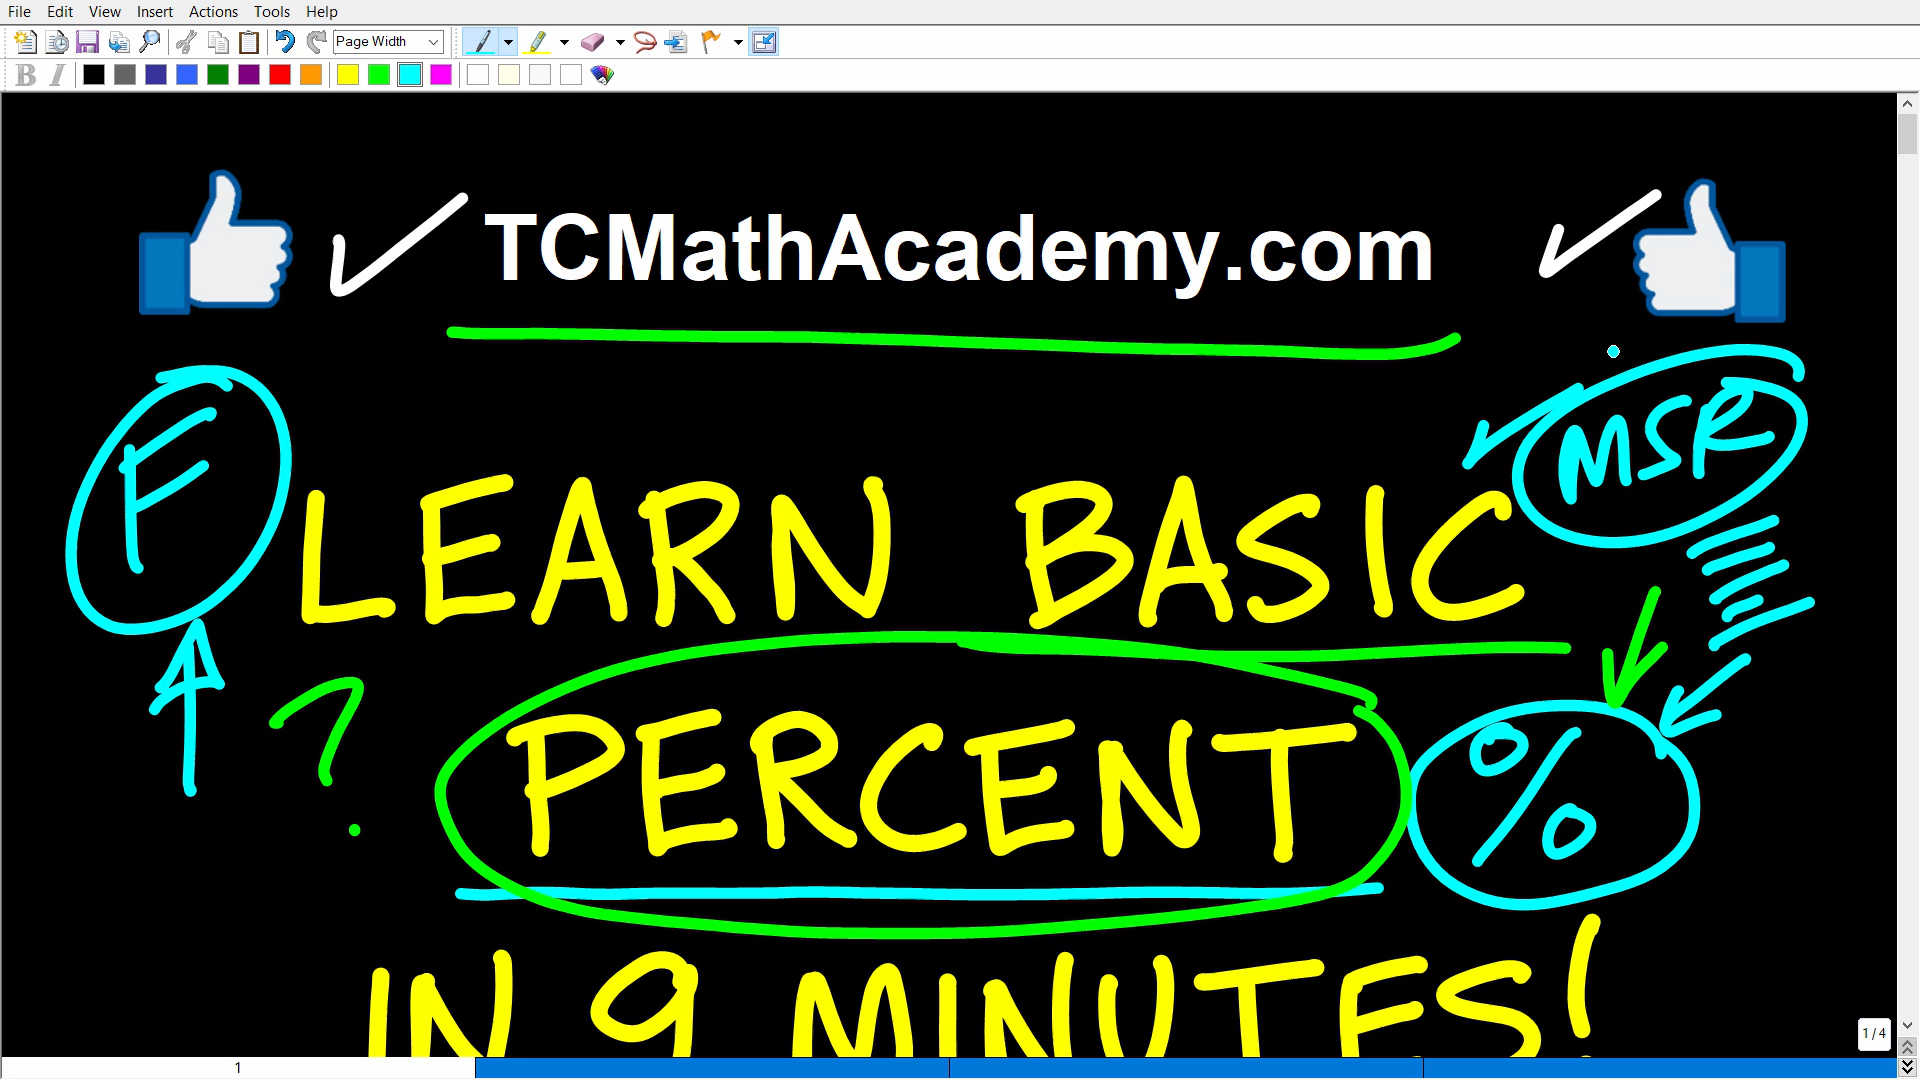 File Edit View Insert Actions Tools Help
Page Width
B I
TCMathAcademy.com
F
MSR
LEARN BASIC
?
PERCENT %
IN 9 MINUTES!
1 / 4
1